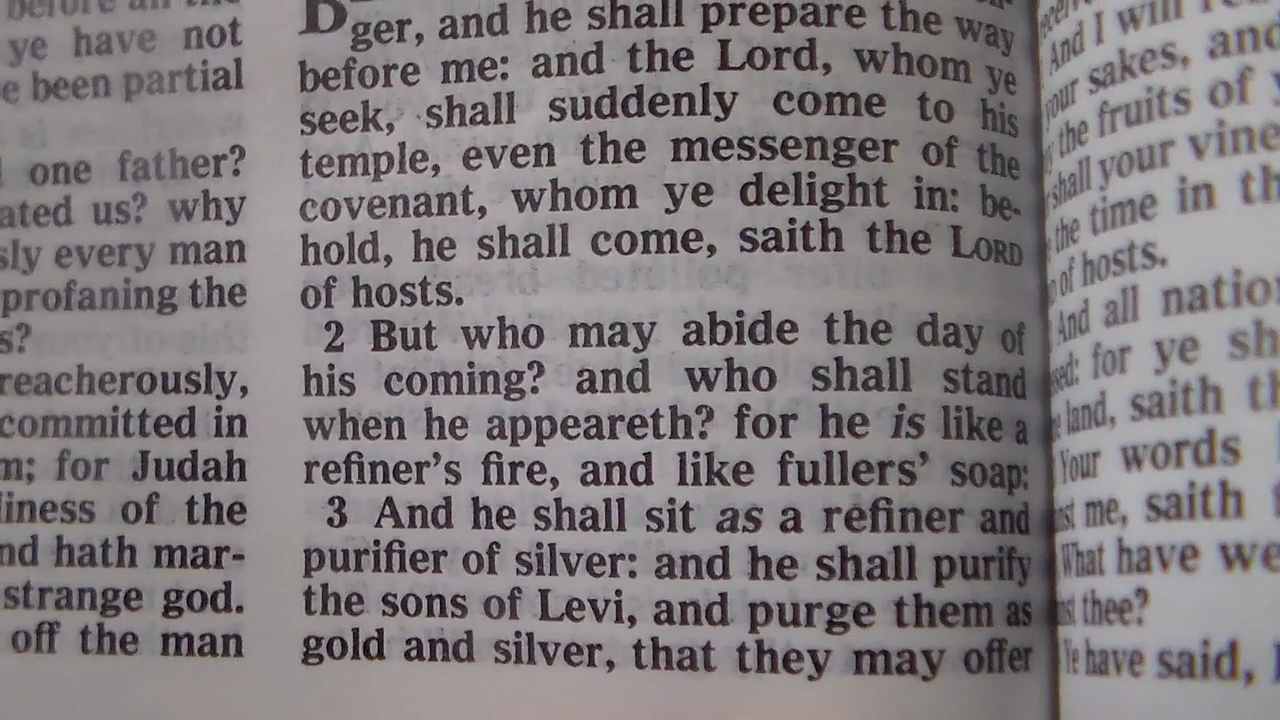 ye have not
been partial
one father?
us? why
every man
profaning the
committed in
for Judah
of the
hath mar-
strange god.
off the man
ger, and he shall prepare the way
before me: and the Lord, whom ye
seek, shall suddenly come to his
temple, even the messenger of the
covenant, whom ye delight in: be-
hold, he shall come, saith the LORD
of hosts.
2 But who may abide the day of
his coming? and who shall stand
when he appeareth? for he is like a
refiner's fire, and like fullers' soap:
3 And he shall sit as a refiner and
purifier of silver: and he shall purify
the sons of Levi, and purge them as
gold and silver, that they may offer
And I will
your sakes, and
the fruits of
shall your vine
the time in
of hosts.
And all
for ye
land, saith
Your words
me, saith
What have we
thee?
Ye have said,